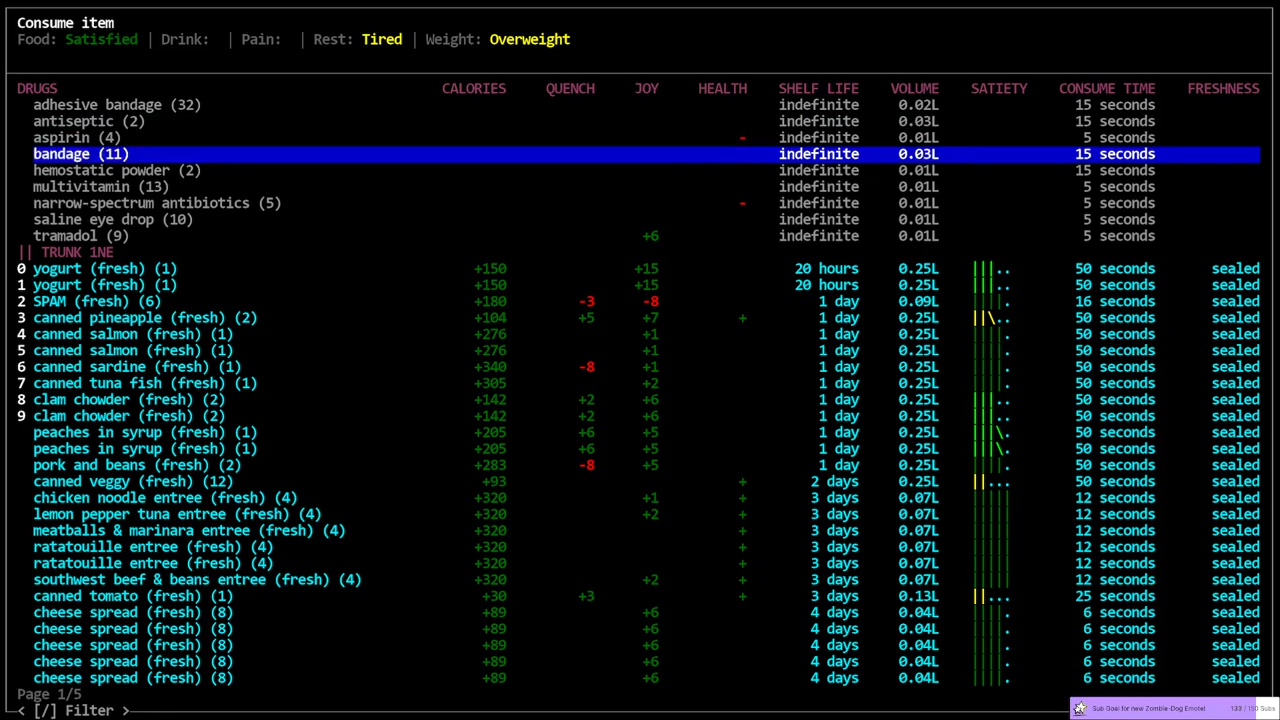 Consume item
Food: Satisfied | Drink: | Pain: | Rest: Tired | Weight: Overweight
DRUGS CALORIES QUENCH JOY HEALTH SHELF LIFE VOLUME SATIETY CONSUME TIME FRESHNESS
adhesive bandage (32) indefinite 0.02L 15 seconds
antiseptic (2) indefinite 0.03L 15 seconds
aspirin (4) - indefinite 0.01L 5 seconds
bandage (11) indefinite 0.03L 15 seconds
hemostatic powder (2) indefinite 0.01L 15 seconds
multivitamin (13) indefinite 0.01L 5 seconds
narrow-spectrum antibiotics (5) - indefinite 0.01L 5 seconds
saline eye drop (10) indefinite 0.01L 5 seconds
tramadol (9) +6 indefinite 0.01L 5 seconds
|| TRUNK 1NE
0 yogurt (fresh) (1) +150 +15 20 hours 0.25L |||.. 50 seconds sealed
1 yogurt (fresh) (1) +150 +15 20 hours 0.25L |||.. 50 seconds sealed
2 SPAM (fresh) (6) +180 -3 -8 1 day 0.09L ||||. 16 seconds sealed
3 canned pineapple (fresh) (2) +104 +5 +7 + 1 day 0.25L ||\.. 50 seconds sealed
4 canned salmon (fresh) (1) +276 +1 1 day 0.25L ||||. 50 seconds sealed
5 canned salmon (fresh) (1) +276 +1 1 day 0.25L ||||. 50 seconds sealed
6 canned sardine (fresh) (1) +340 -8 +1 1 day 0.25L ||||. 50 seconds sealed
7 canned tuna fish (fresh) (1) +305 +2 1 day 0.25L ||||. 50 seconds sealed
8 clam chowder (fresh) (2) +142 +2 +6 1 day 0.25L |||.. 50 seconds sealed
9 clam chowder (fresh) (2) +142 +2 +6 1 day 0.25L |||.. 50 seconds sealed
peaches in syrup (fresh) (1) +205 +6 +5 1 day 0.25L |||\. 50 seconds sealed
peaches in syrup (fresh) (1) +205 +6 +5 1 day 0.25L |||\. 50 seconds sealed
pork and beans (fresh) (2) +283 -8 +5 1 day 0.25L ||||. 50 seconds sealed
canned veggy (fresh) (12) +93 + 2 days 0.25L ||... 50 seconds sealed
chicken noodle entree (fresh) (4) +320 +1 + 3 days 0.07L ||||| 12 seconds sealed
lemon pepper tuna entree (fresh) (4) +320 +2 + 3 days 0.07L ||||| 12 seconds sealed
meatballs & marinara entree (fresh) (4) +320 + 3 days 0.07L ||||| 12 seconds sealed
ratatouille entree (fresh) (4) +320 + 3 days 0.07L ||||| 12 seconds sealed
ratatouille entree (fresh) (4) +320 + 3 days 0.07L ||||| 12 seconds sealed
southwest beef & beans entree (fresh) (4) +320 +2 + 3 days 0.07L ||||| 12 seconds sealed
canned tomato (fresh) (1) +30 +3 + 3 days 0.13L ||... 25 seconds sealed
cheese spread (fresh) (8) +89 +6 4 days 0.04L ||||. 6 seconds sealed
cheese spread (fresh) (8) +89 +6 4 days 0.04L ||||. 6 seconds sealed
cheese spread (fresh) (8) +89 +6 4 days 0.04L ||||. 6 seconds sealed
cheese spread (fresh) (8) +89 +6 4 days 0.04L ||||. 6 seconds sealed
cheese spread (fresh) (8) +89 +6 4 days 0.04L ||||. 6 seconds sealed
Page 1/5
< [/] Filter >
Sub Goal for new Zombie-Dog Emote! 133 / 150 Subs